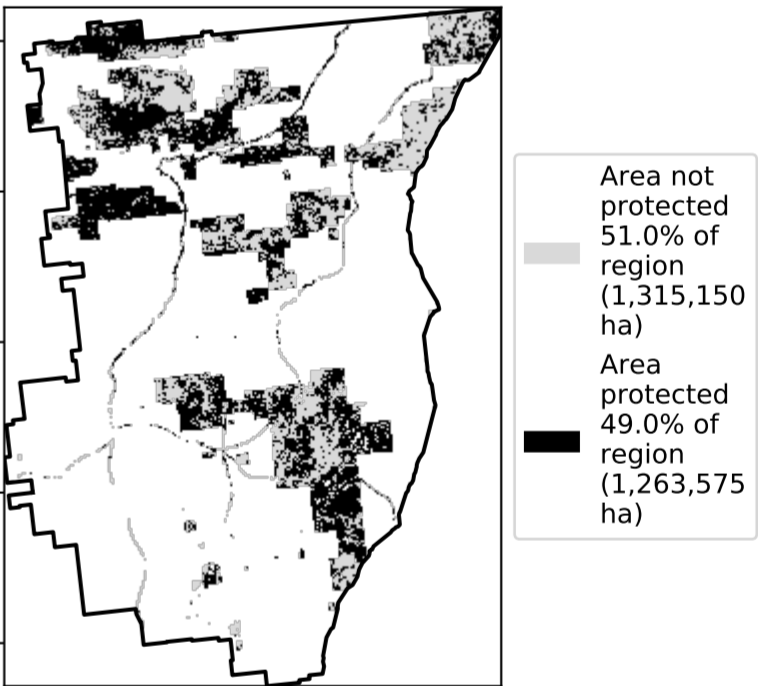 Area not
protected
51.0% of
region
(1,315,150
ha)
Area
protected
49.0% of
region
(1,263,575
ha)